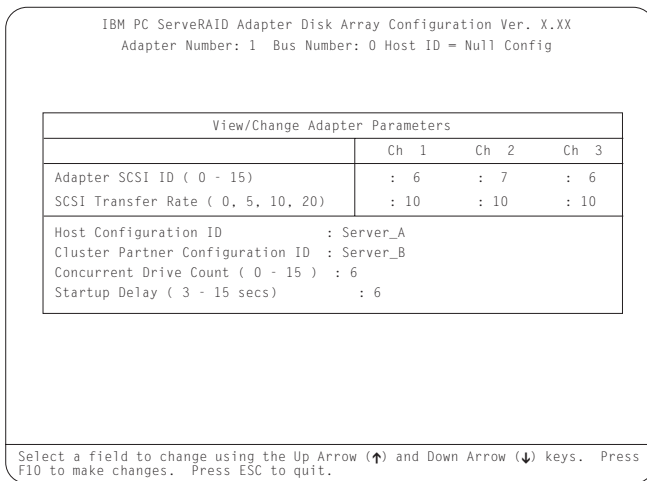 IBM PC ServeRAID Adapter Disk Array Configuration Ver. X.XX
Adapter Number: 1 Bus Number: 0 Host ID = Null Config
View/Change Adapter Parameters
Ch 1 Ch 2 Ch 3
Adapter SCSI ID ( 0 - 15) : 6 : 7 : 6
SCSI Transfer Rate ( 0, 5, 10, 20) : 10 : 10 : 10
Host Configuration ID : Server_A
Cluster Partner Configuration ID : Server_B
Concurrent Drive Count ( 0 - 15 ) : 6
Startup Delay ( 3 - 15 secs) : 6
Select a field to change using the Up Arrow (↑) and Down Arrow (↓) keys. Press
F10 to make changes. Press ESC to quit.